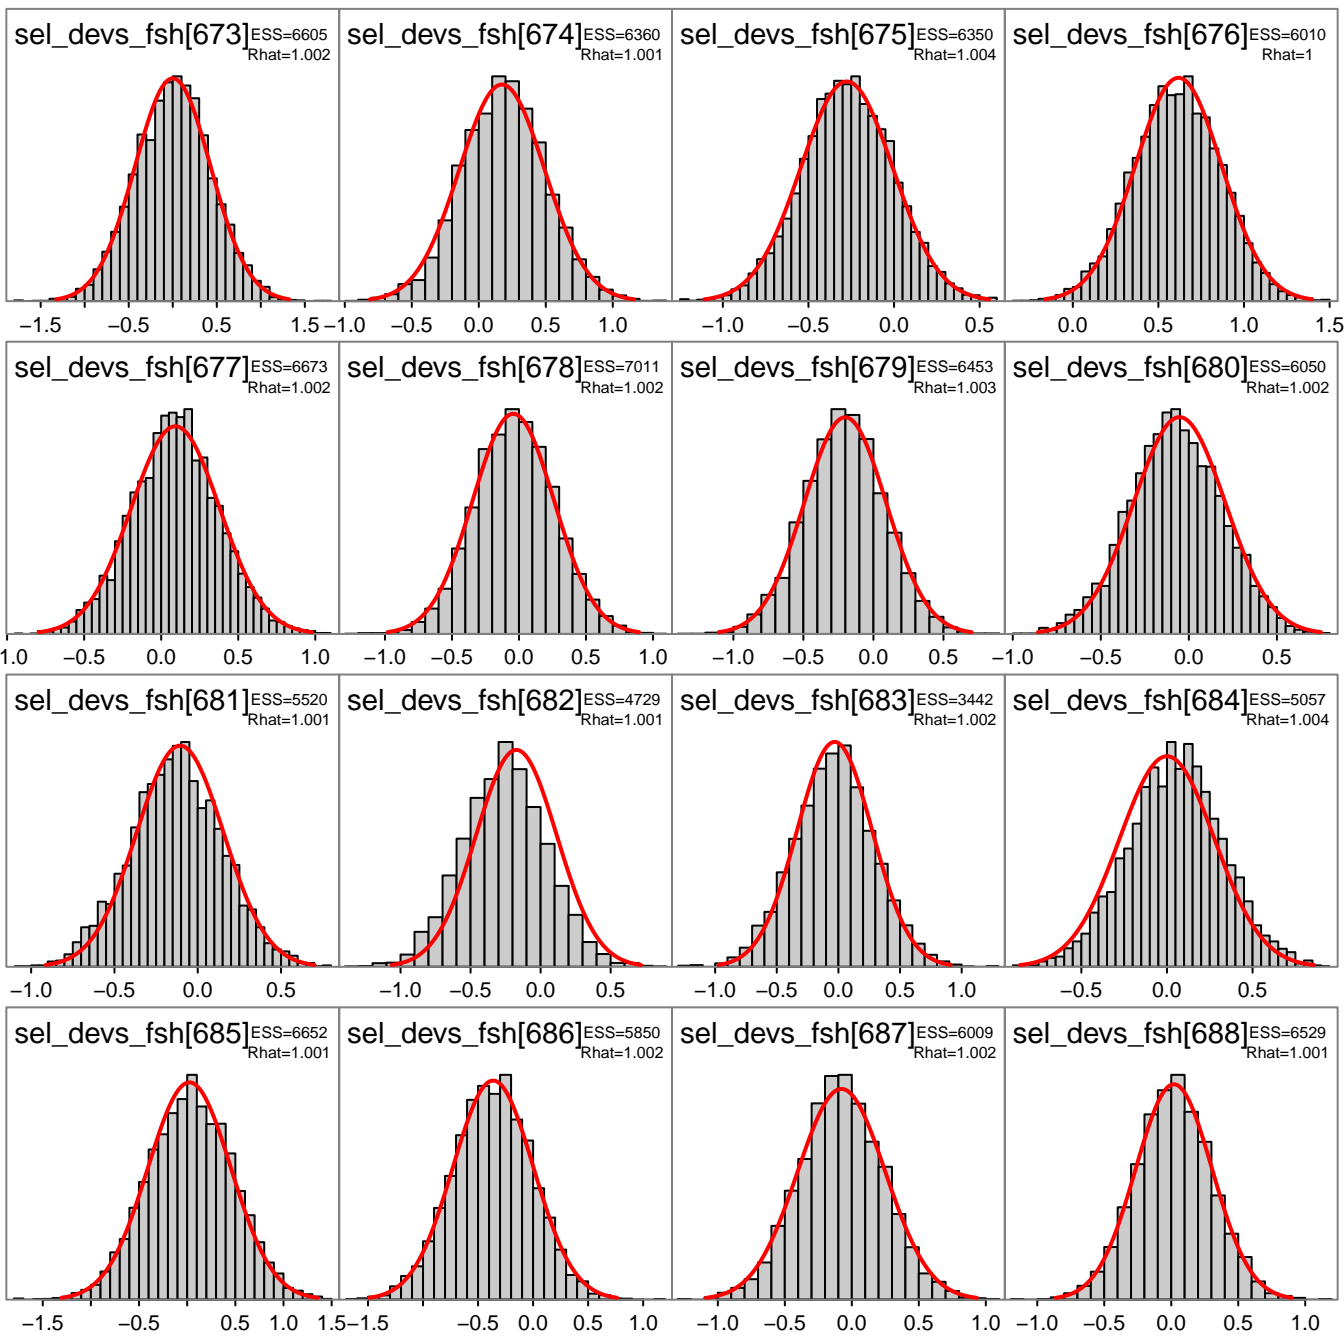 sel_devs_fsh[673] ESS=6605
Rhat=1.002
sel_devs_fsh[674] ESS=6360
Rhat=1.001
sel_devs_fsh[675] ESS=6350
Rhat=1.004
sel_devs_fsh[676] ESS=6010
Rhat=1
−1.5 −0.5 0.5 1.5
−1.0 −0.5 0.0 0.5 1.0
−1.0 −0.5 0.0 0.5
0.0 0.5 1.0 1.5
sel_devs_fsh[677] ESS=6673
Rhat=1.002
sel_devs_fsh[678] ESS=7011
Rhat=1.002
sel_devs_fsh[679] ESS=6453
Rhat=1.003
sel_devs_fsh[680] ESS=6050
Rhat=1.002
1.0 −0.5 0.0 0.5 1.0
−1.0 −0.5 0.0 0.5 1.0
−1.0 −0.5 0.0 0.5
−1.0 −0.5 0.0 0.5
sel_devs_fsh[681] ESS=5520
Rhat=1.001
sel_devs_fsh[682] ESS=4729
Rhat=1.001
sel_devs_fsh[683] ESS=3442
Rhat=1.002
sel_devs_fsh[684] ESS=5057
Rhat=1.004
−1.0 −0.5 0.0 0.5
−1.0 −0.5 0.0 0.5
−1.0 −0.5 0.0 0.5 1.0
−0.5 0.0 0.5
sel_devs_fsh[685] ESS=6652
Rhat=1.001
sel_devs_fsh[686] ESS=5850
Rhat=1.002
sel_devs_fsh[687] ESS=6009
Rhat=1.002
sel_devs_fsh[688] ESS=6529
Rhat=1.001
−1.5 −0.5 0.5 1.0 1.5
−1.5 −1.0 −0.5 0.0 0.5 1.0
−1.0 −0.5 0.0 0.5 1.0
−1.0 −0.5 0.0 0.5 1.0